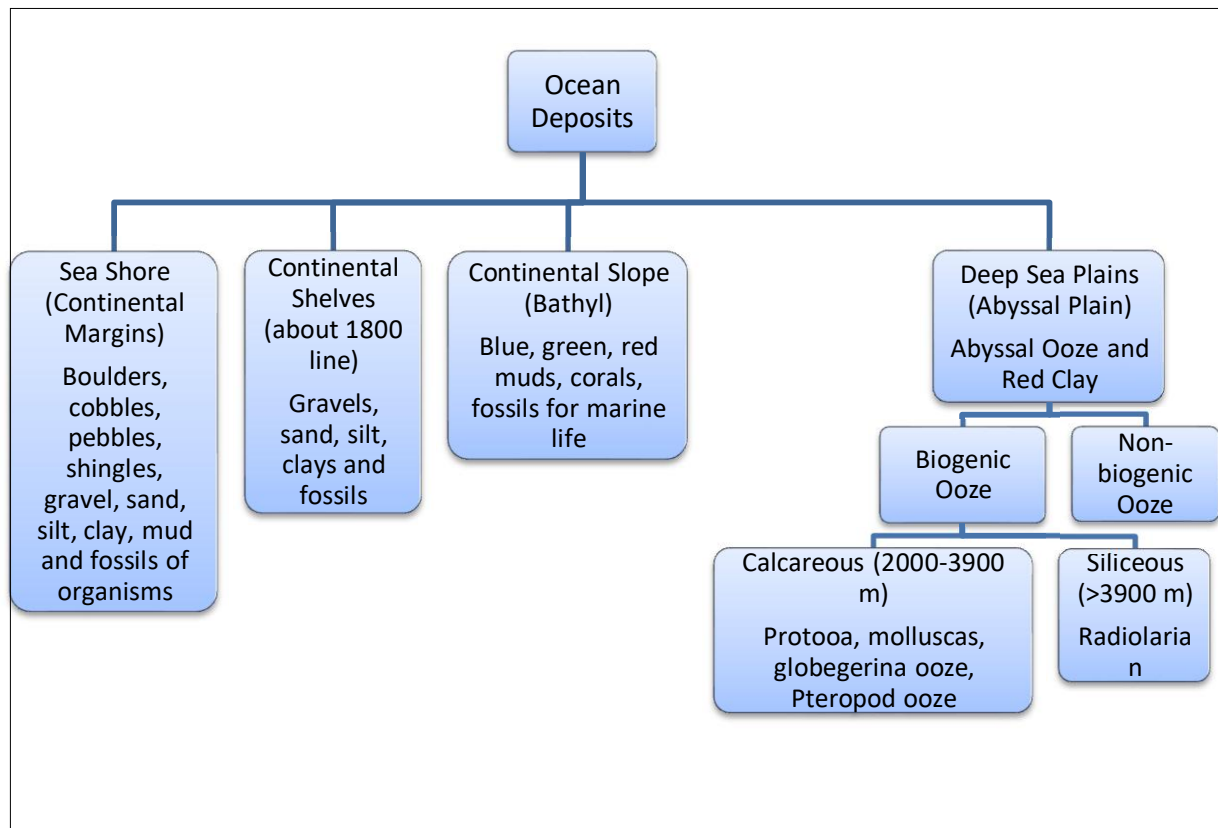 Ocean
Deposits
Sea Shore
(Continental
Margins)
Boulders,
cobbles,
pebbles,
shingles,
gravel, sand,
silt, clay, mud
and fossils of
organisms
Continental
Shelves
(about 1800
line)
Gravels,
sand, silt,
clays and
fossils
Continental Slope
(Bathyl)
Blue, green, red
muds, corals,
fossils for marine
life
Deep Sea Plains
(Abyssal Plain)
Abyssal Ooze and
Red Clay
Biogenic
Ooze
Non-
biogenic
Ooze
Calcareous (2000-3900
m)
Protooa, molluscas,
globegerina ooze,
Pteropod ooze
Siliceous
(>3900 m)
Radiolaria
n